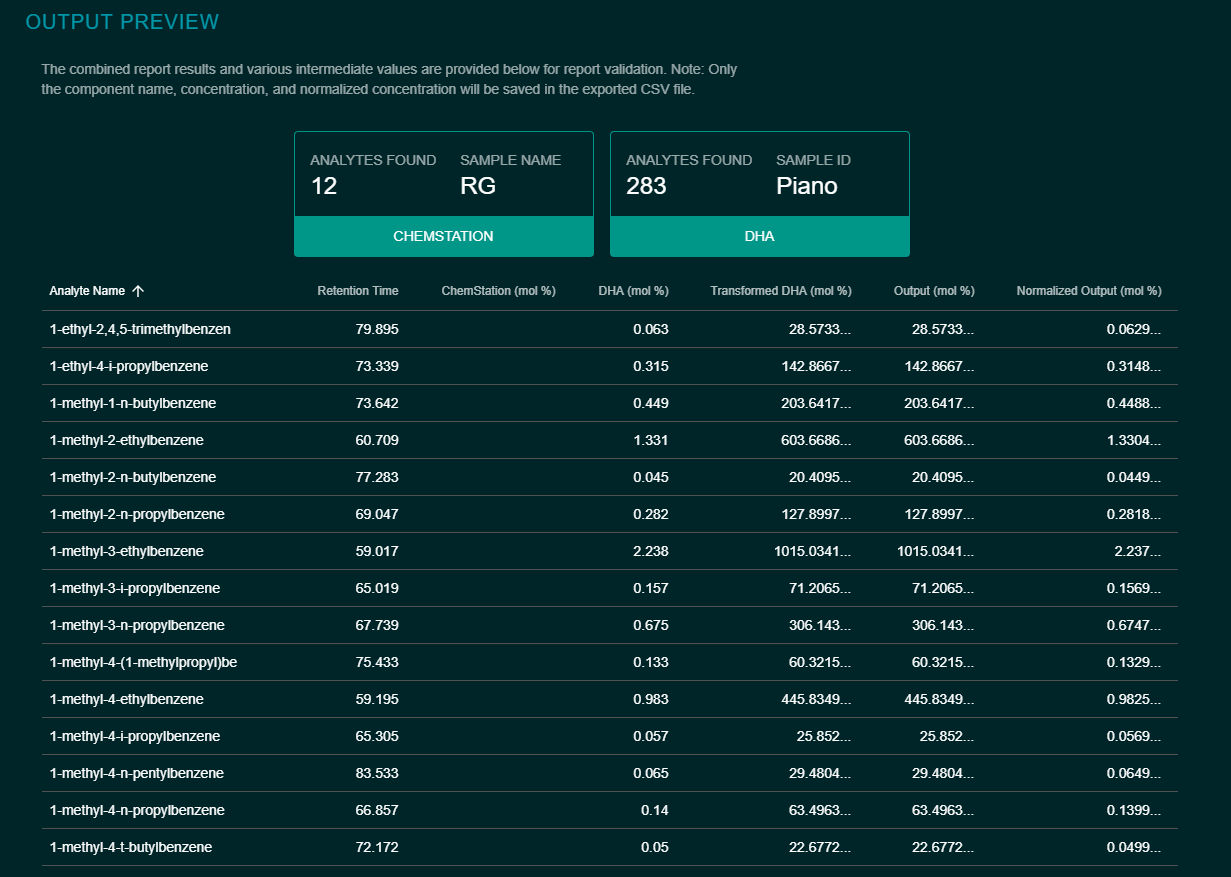 OUTPUT PREVIEW
The combined report results and various intermediate values are provided below for report validation. Note: Only
the component name, concentration, and normalized concentration will be saved in the exported CSV file.
ANALYTES FOUND SAMPLE NAME
12 RG
CHEMSTATION
ANALYTES FOUND SAMPLE ID
283 Piano
DHA
Analyte Name ↑ Retention Time ChemStation (mol %) DHA (mol %) Transformed DHA (mol %) Output (mol %) Normalized Output (mol %)
1-ethyl-2,4,5-trimethylbenzen 79.895 0.063 28.5733... 28.5733... 0.0629...
1-ethyl-4-i-propylbenzene 73.339 0.315 142.8667... 142.8667... 0.3148...
1-methyl-1-n-butylbenzene 73.642 0.449 203.6417... 203.6417... 0.4488...
1-methyl-2-ethylbenzene 60.709 1.331 603.6686... 603.6686... 1.3304...
1-methyl-2-n-butylbenzene 77.283 0.045 20.4095... 20.4095... 0.0449...
1-methyl-2-n-propylbenzene 69.047 0.282 127.8997... 127.8997... 0.2818...
1-methyl-3-ethylbenzene 59.017 2.238 1015.0341... 1015.0341... 2.237...
1-methyl-3-i-propylbenzene 65.019 0.157 71.2065... 71.2065... 0.1569...
1-methyl-3-n-propylbenzene 67.739 0.675 306.143... 306.143... 0.6747...
1-methyl-4-(1-methylpropyl)be 75.433 0.133 60.3215... 60.3215... 0.1329...
1-methyl-4-ethylbenzene 59.195 0.983 445.8349... 445.8349... 0.9825...
1-methyl-4-i-propylbenzene 65.305 0.057 25.852... 25.852... 0.0569...
1-methyl-4-n-pentylbenzene 83.533 0.065 29.4804... 29.4804... 0.0649...
1-methyl-4-n-propylbenzene 66.857 0.14 63.4963... 63.4963... 0.1399...
1-methyl-4-t-butylbenzene 72.172 0.05 22.6772... 22.6772... 0.0499...